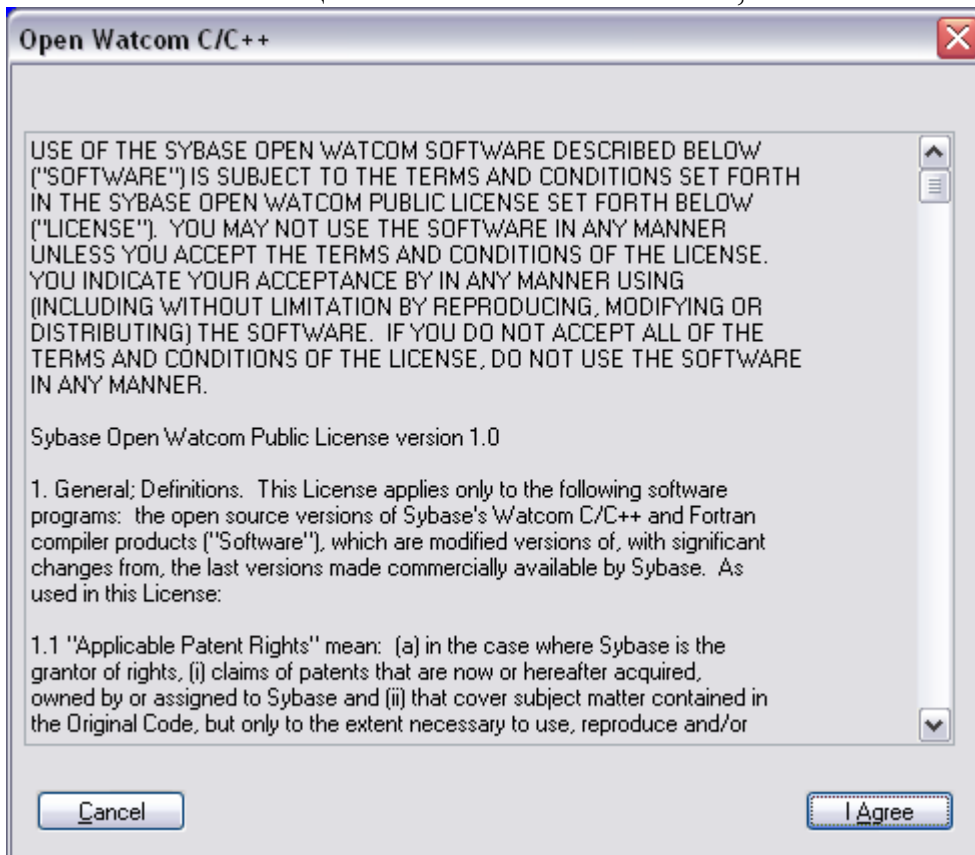 Open Watcom C/C++
USE OF THE SYBASE OPEN WATCOM SOFTWARE DESCRIBED BELOW
("SOFTWARE") IS SUBJECT TO THE TERMS AND CONDITIONS SET FORTH
IN THE SYBASE OPEN WATCOM PUBLIC LICENSE SET FORTH BELOW
("LICENSE"). YOU MAY NOT USE THE SOFTWARE IN ANY MANNER
UNLESS YOU ACCEPT THE TERMS AND CONDITIONS OF THE LICENSE.
YOU INDICATE YOUR ACCEPTANCE BY IN ANY MANNER USING
(INCLUDING WITHOUT LIMITATION BY REPRODUCING, MODIFYING OR
DISTRIBUTING) THE SOFTWARE. IF YOU DO NOT ACCEPT ALL OF THE
TERMS AND CONDITIONS OF THE LICENSE, DO NOT USE THE SOFTWARE
IN ANY MANNER.
Sybase Open Watcom Public License version 1.0
1. General; Definitions. This License applies only to the following software
programs: the open source versions of Sybase's Watcom C/C++ and Fortran
compiler products ("Software"), which are modified versions of, with significant
changes from, the last versions made commercially available by Sybase. As
used in this License:
1.1 "Applicable Patent Rights" mean: (a) in the case where Sybase is the
grantor of rights, (i) claims of patents that are now or hereafter acquired,
owned by or assigned to Sybase and (ii) that cover subject matter contained in
the Original Code, but only to the extent necessary to use, reproduce and/or
Cancel
I Agree